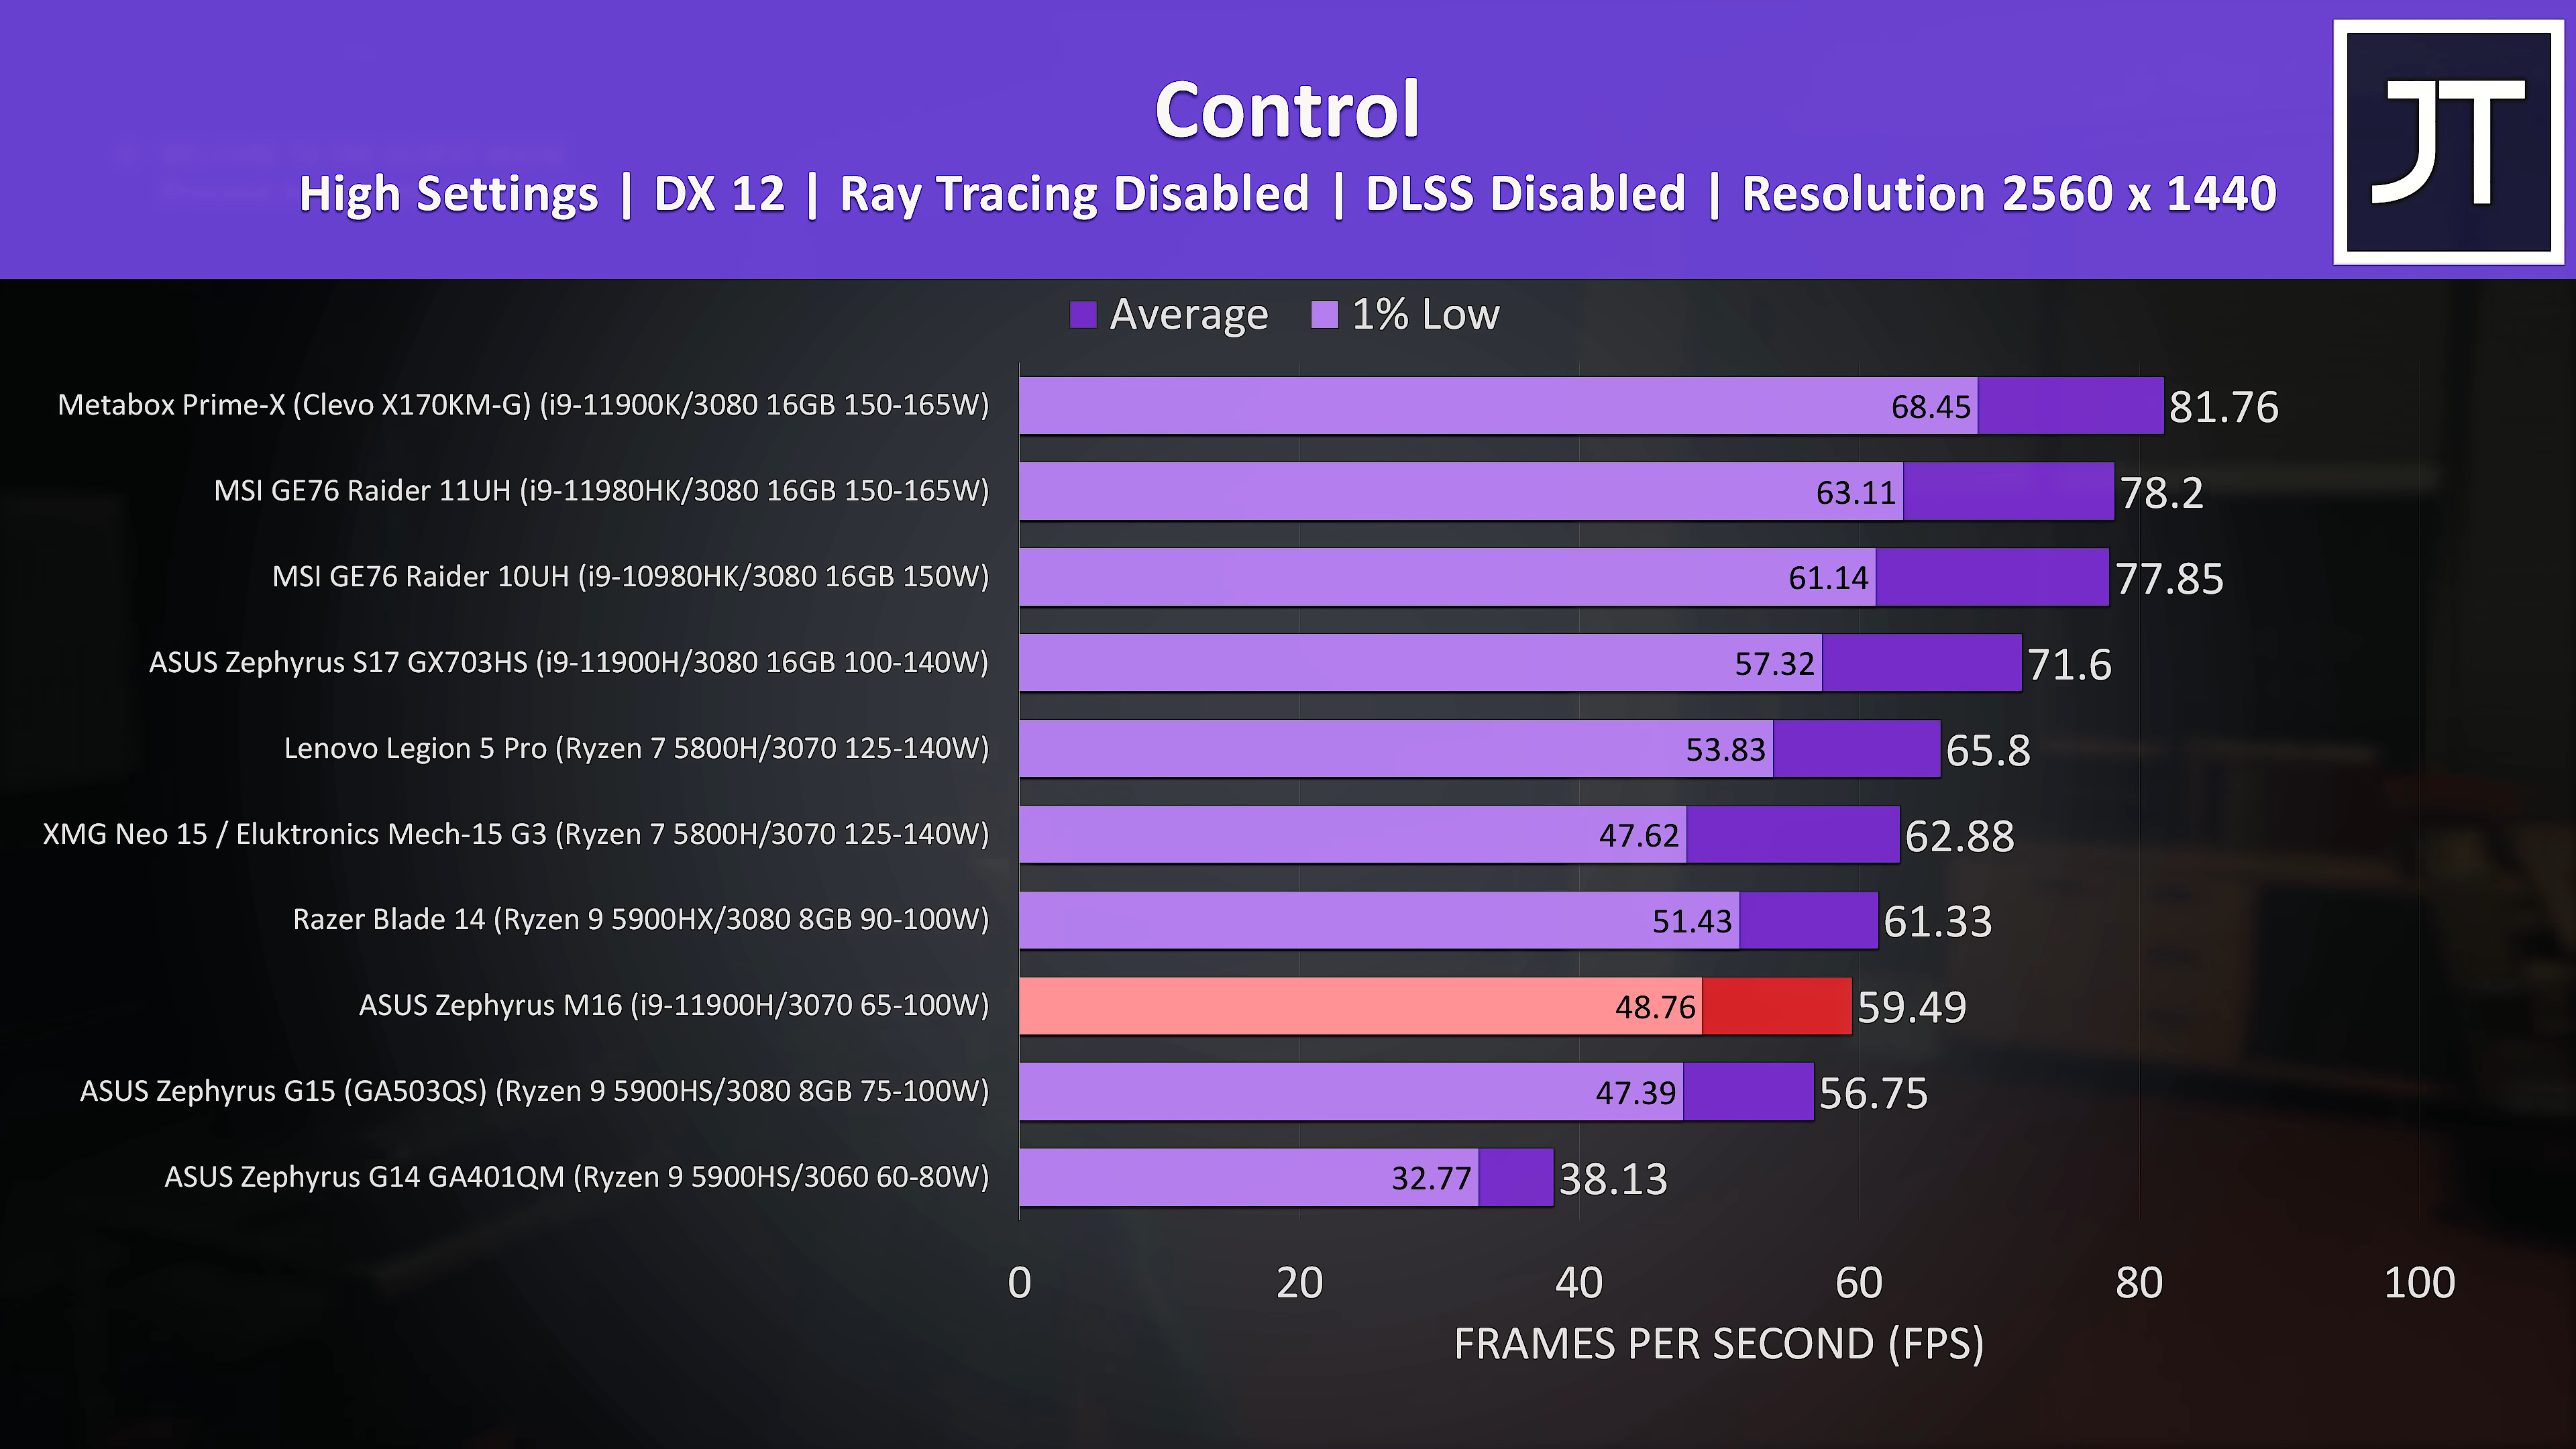 Control
High Settings | DX 12 | Ray Tracing Disabled | DLSS Disabled | Resolution 2560 x 1440
JT
Average 1% Low
Metabox Prime-X (Clevo X170KM-G) (i9-11900K/3080 16GB 150-165W) 68.45 81.76
MSI GE76 Raider 11UH (i9-11980HK/3080 16GB 150-165W) 63.11 78.2
MSI GE76 Raider 10UH (i9-10980HK/3080 16GB 150W) 61.14 77.85
ASUS Zephyrus S17 GX703HS (i9-11900H/3080 16GB 100-140W) 57.32 71.6
Lenovo Legion 5 Pro (Ryzen 7 5800H/3070 125-140W) 53.83 65.8
XMG Neo 15 / Eluktronics Mech-15 G3 (Ryzen 7 5800H/3070 125-140W) 47.62 62.88
Razer Blade 14 (Ryzen 9 5900HX/3080 8GB 90-100W) 51.43 61.33
ASUS Zephyrus M16 (i9-11900H/3070 65-100W) 48.76 59.49
ASUS Zephyrus G15 (GA503QS) (Ryzen 9 5900HS/3080 8GB 75-100W) 47.39 56.75
ASUS Zephyrus G14 GA401QM (Ryzen 9 5900HS/3060 60-80W) 32.77 38.13
0 20 40 60 80 100
FRAMES PER SECOND (FPS)